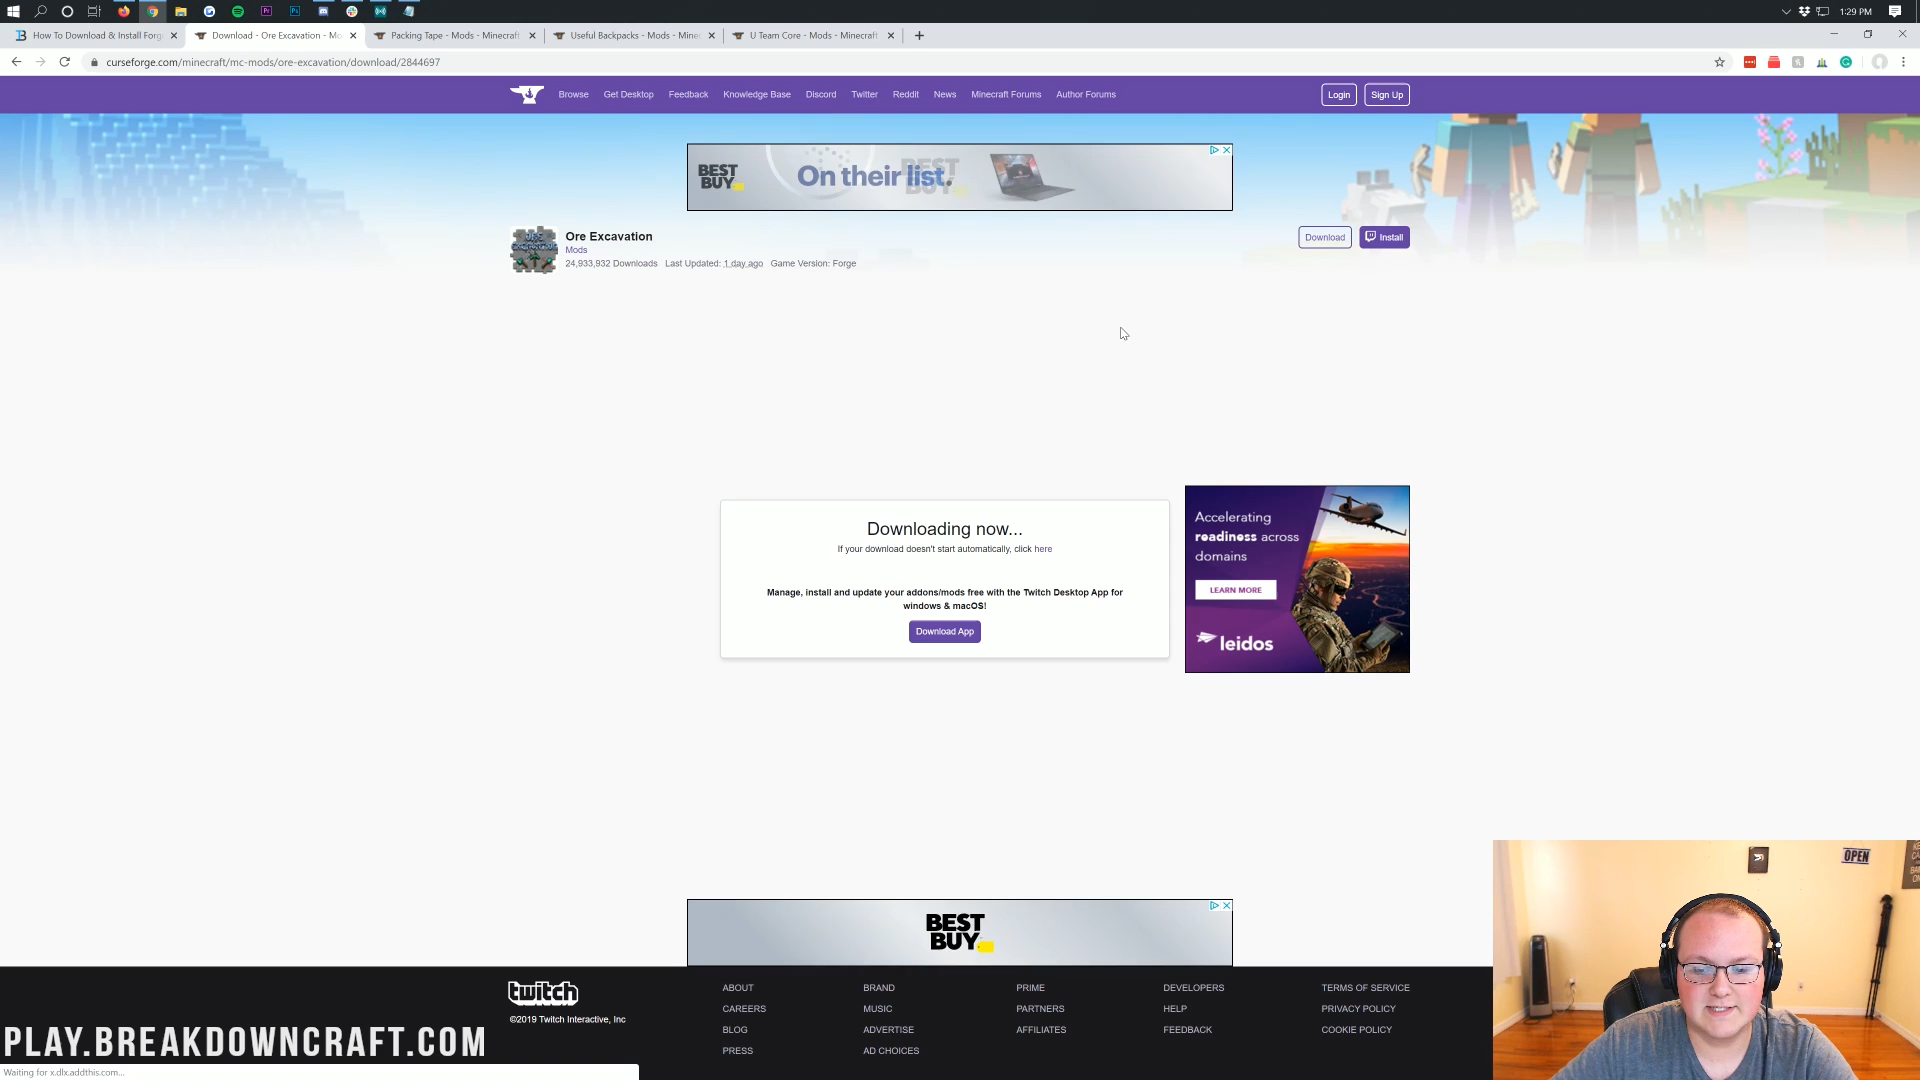 1:29 PM
How To Download & Install Forg
Download - Ore Excavation - Mo
Packing Tape - Mods - Minecraft
Useful Backpacks - Mods - Minec
U Team Core - Mods - Minecraft
curseforge.com/minecraft/mc-mods/ore-excavation/download/2844697
Browse
Get Desktop
Feedback
Knowledge Base
Discord
Twitter
Reddit
News
Minecraft Forums
Author Forums
Login
Sign Up
BEST BUY
On their list.
Ore Excavation
Mods
24,933,932 Downloads Last Updated: 1 day ago Game Version: Forge
Download
Install
Downloading now...
If your download doesn't start automatically, click here
Manage, install and update your addons/mods free with the Twitch Desktop App for
windows & macOS!
Download App
Accelerating
readiness across
domains
LEARN MORE
leidos
BEST
BUY
OPEN
twitch
©2019 Twitch Interactive, Inc
ABOUT
CAREERS
BLOG
PRESS
BRAND
MUSIC
ADVERTISE
AD CHOICES
PRIME
PARTNERS
AFFILIATES
DEVELOPERS
HELP
FEEDBACK
TERMS OF SERVICE
PRIVACY POLICY
COOKIE POLICY
PLAY.BREAKDOWNCRAFT.COM
Waiting for x.dlx.addthis.com...